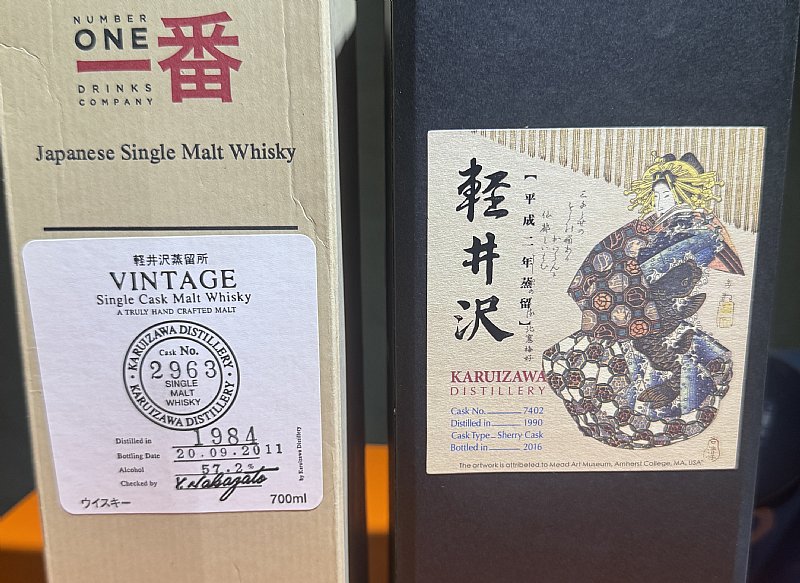 NUMBER
ONE
一番
DRINKS
COMPANY
Japanese Single Malt Whisky
軽井沢蒸留所
VINTAGE
Single Cask Malt Whisky
A TRULY HAND CRAFTED MALT
KARUIZAWA DISTILLERY
Cask No.
2963
SINGLE
MALT
WHISKY
KARUIZAWA DISTILLERY
Distilled in 1984
Bottling Date 20.09.2011
Alcohol 57.2%
Checked by Y. Nakazato
by Karuizawa Distillery
ウイスキー 700ml
軽井沢
【平成二年蒸留】
KARUIZAWA
DISTILLERY
Cask No. 7402
Distilled in 1990
Cask Type Sherry Cask
Bottled in 2016
The artwork is attributed to Mead Art Museum, Amherst College, MA, USA